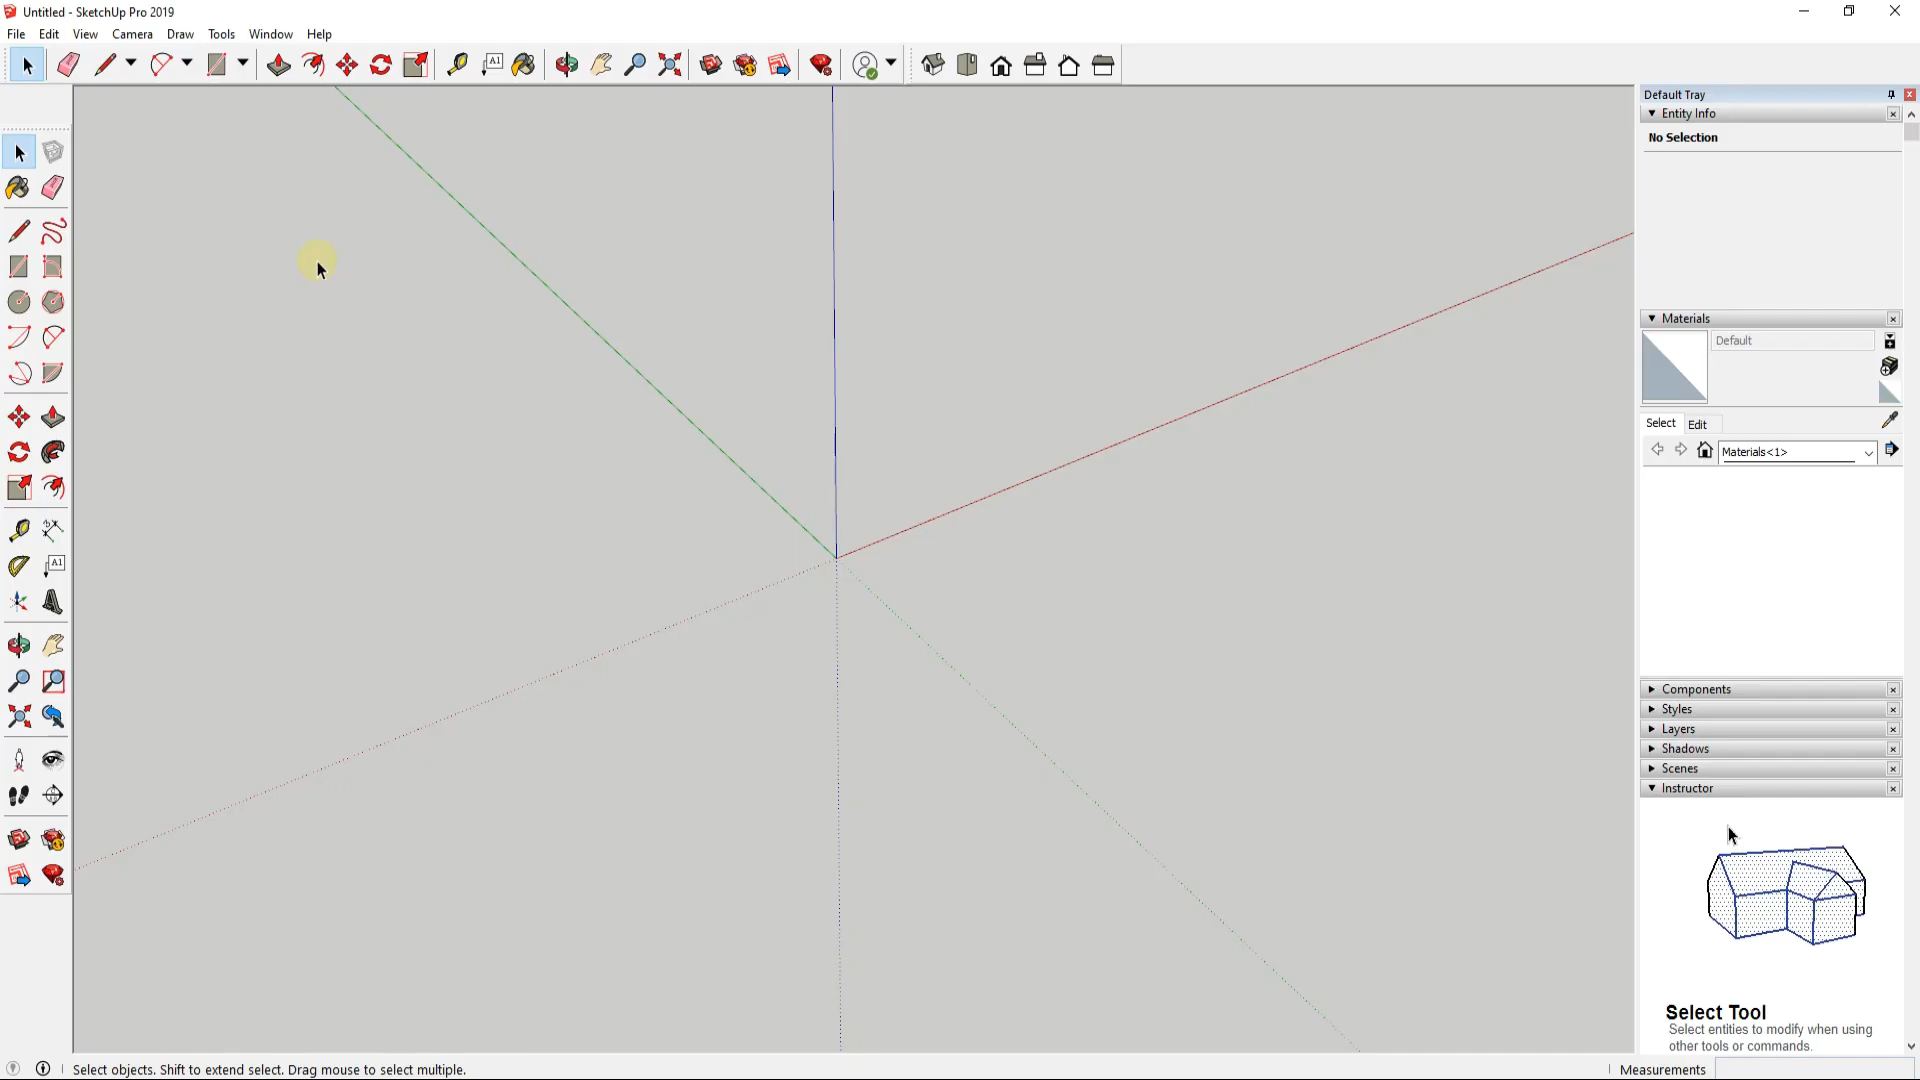 Untitled - SketchUp Pro 2019
File Edit View Camera Draw Tools Window Help
A1
Default Tray
Entity Info
No Selection
Materials
Default
Select Edit
Materials<1>
A1
Components
Styles
Layers
Shadows
Scenes
Instructor
Select Tool
Select entities to modify when using
other tools or commands.
Select objects. Shift to extend select. Drag mouse to select multiple.
Measurements